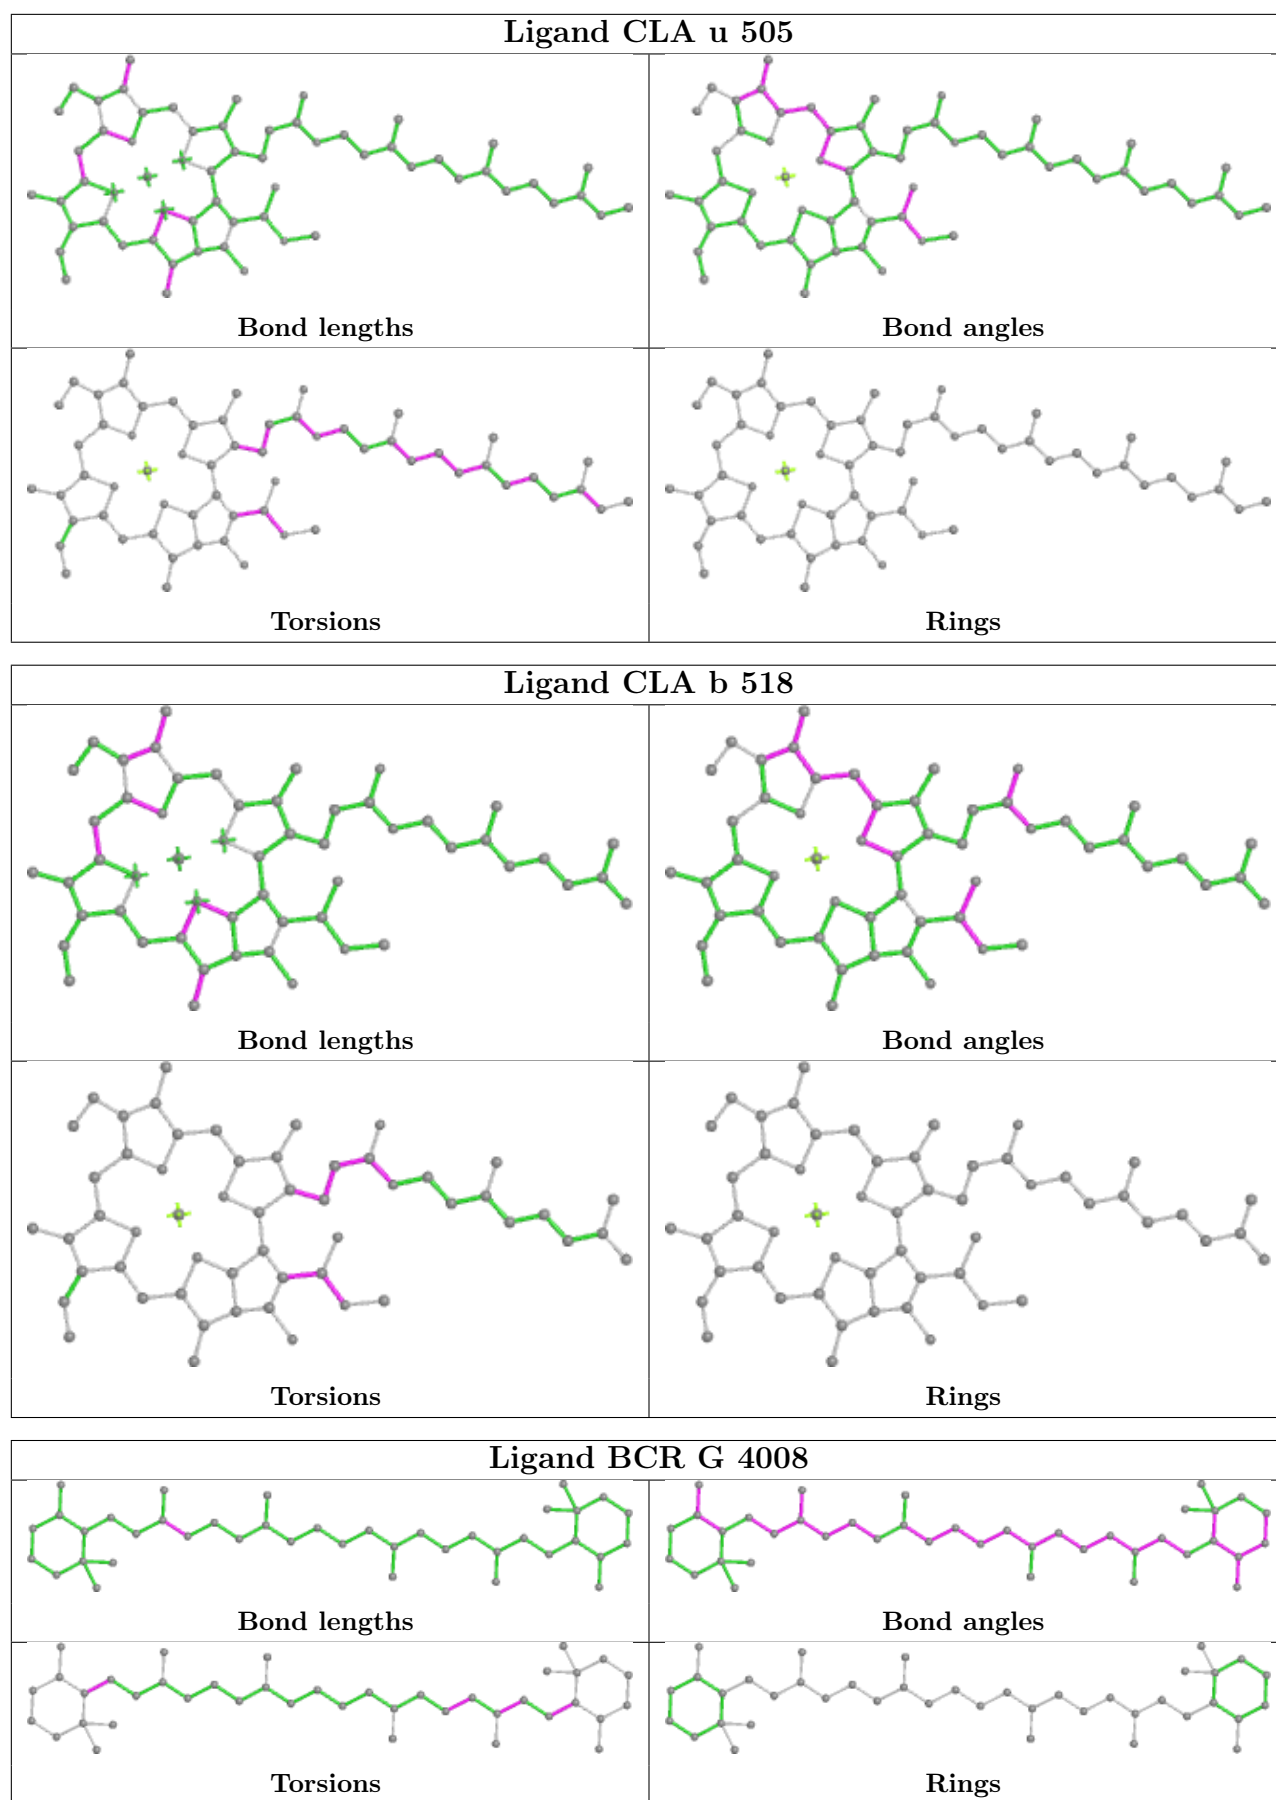 Ligand CLA u 505
Bond lengths
Bond angles
Torsions
Rings
Ligand CLA b 518
Bond lengths
Bond angles
Torsions
Rings
Ligand BCR G 4008
Bond lengths
Bond angles
Torsions
Rings